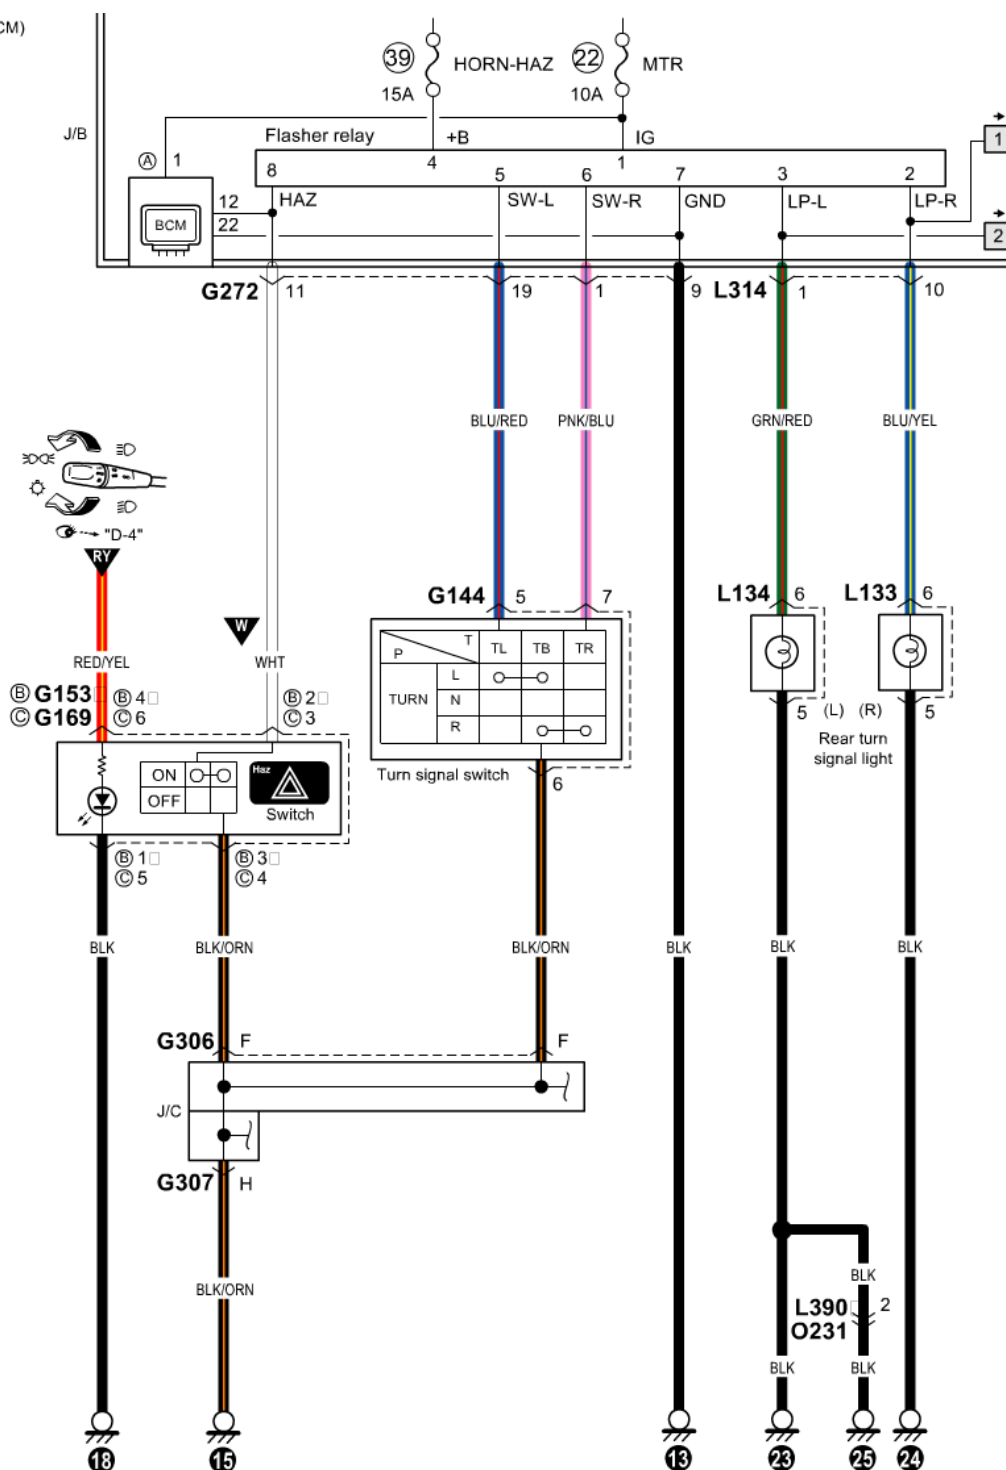 CM)
39 HORN-HAZ 22 MTR
15A 10A
J/B
Flasher relay +B IG
A 1 4 1
8 5 6 7 3 2
1
HAZ SW-L SW-R GND LP-L LP-R
12
BCM 22
2
G272 11 19 1 9 L314 1 10
BLU/RED PNK/BLU GRN/RED BLU/YEL
"D-4"
RY
G144 5 7 L134 6 L133 6
W
T
P TL TB TR
RED/YEL WHT
L
TURN N
R
B G153 B 4 B 2
C G169 C 6 C 3
5 (L) (R) 5
Rear turn
signal light
Turn signal switch 6
ON Haz
OFF
Switch
B 1 B 3
C 5 C 4
BLK BLK/ORN BLK/ORN BLK BLK BLK
G306 F F
J/C
G307 H
BLK/ORN BLK
L390 2
O231
BLK BLK
18 15 13 23 25 24